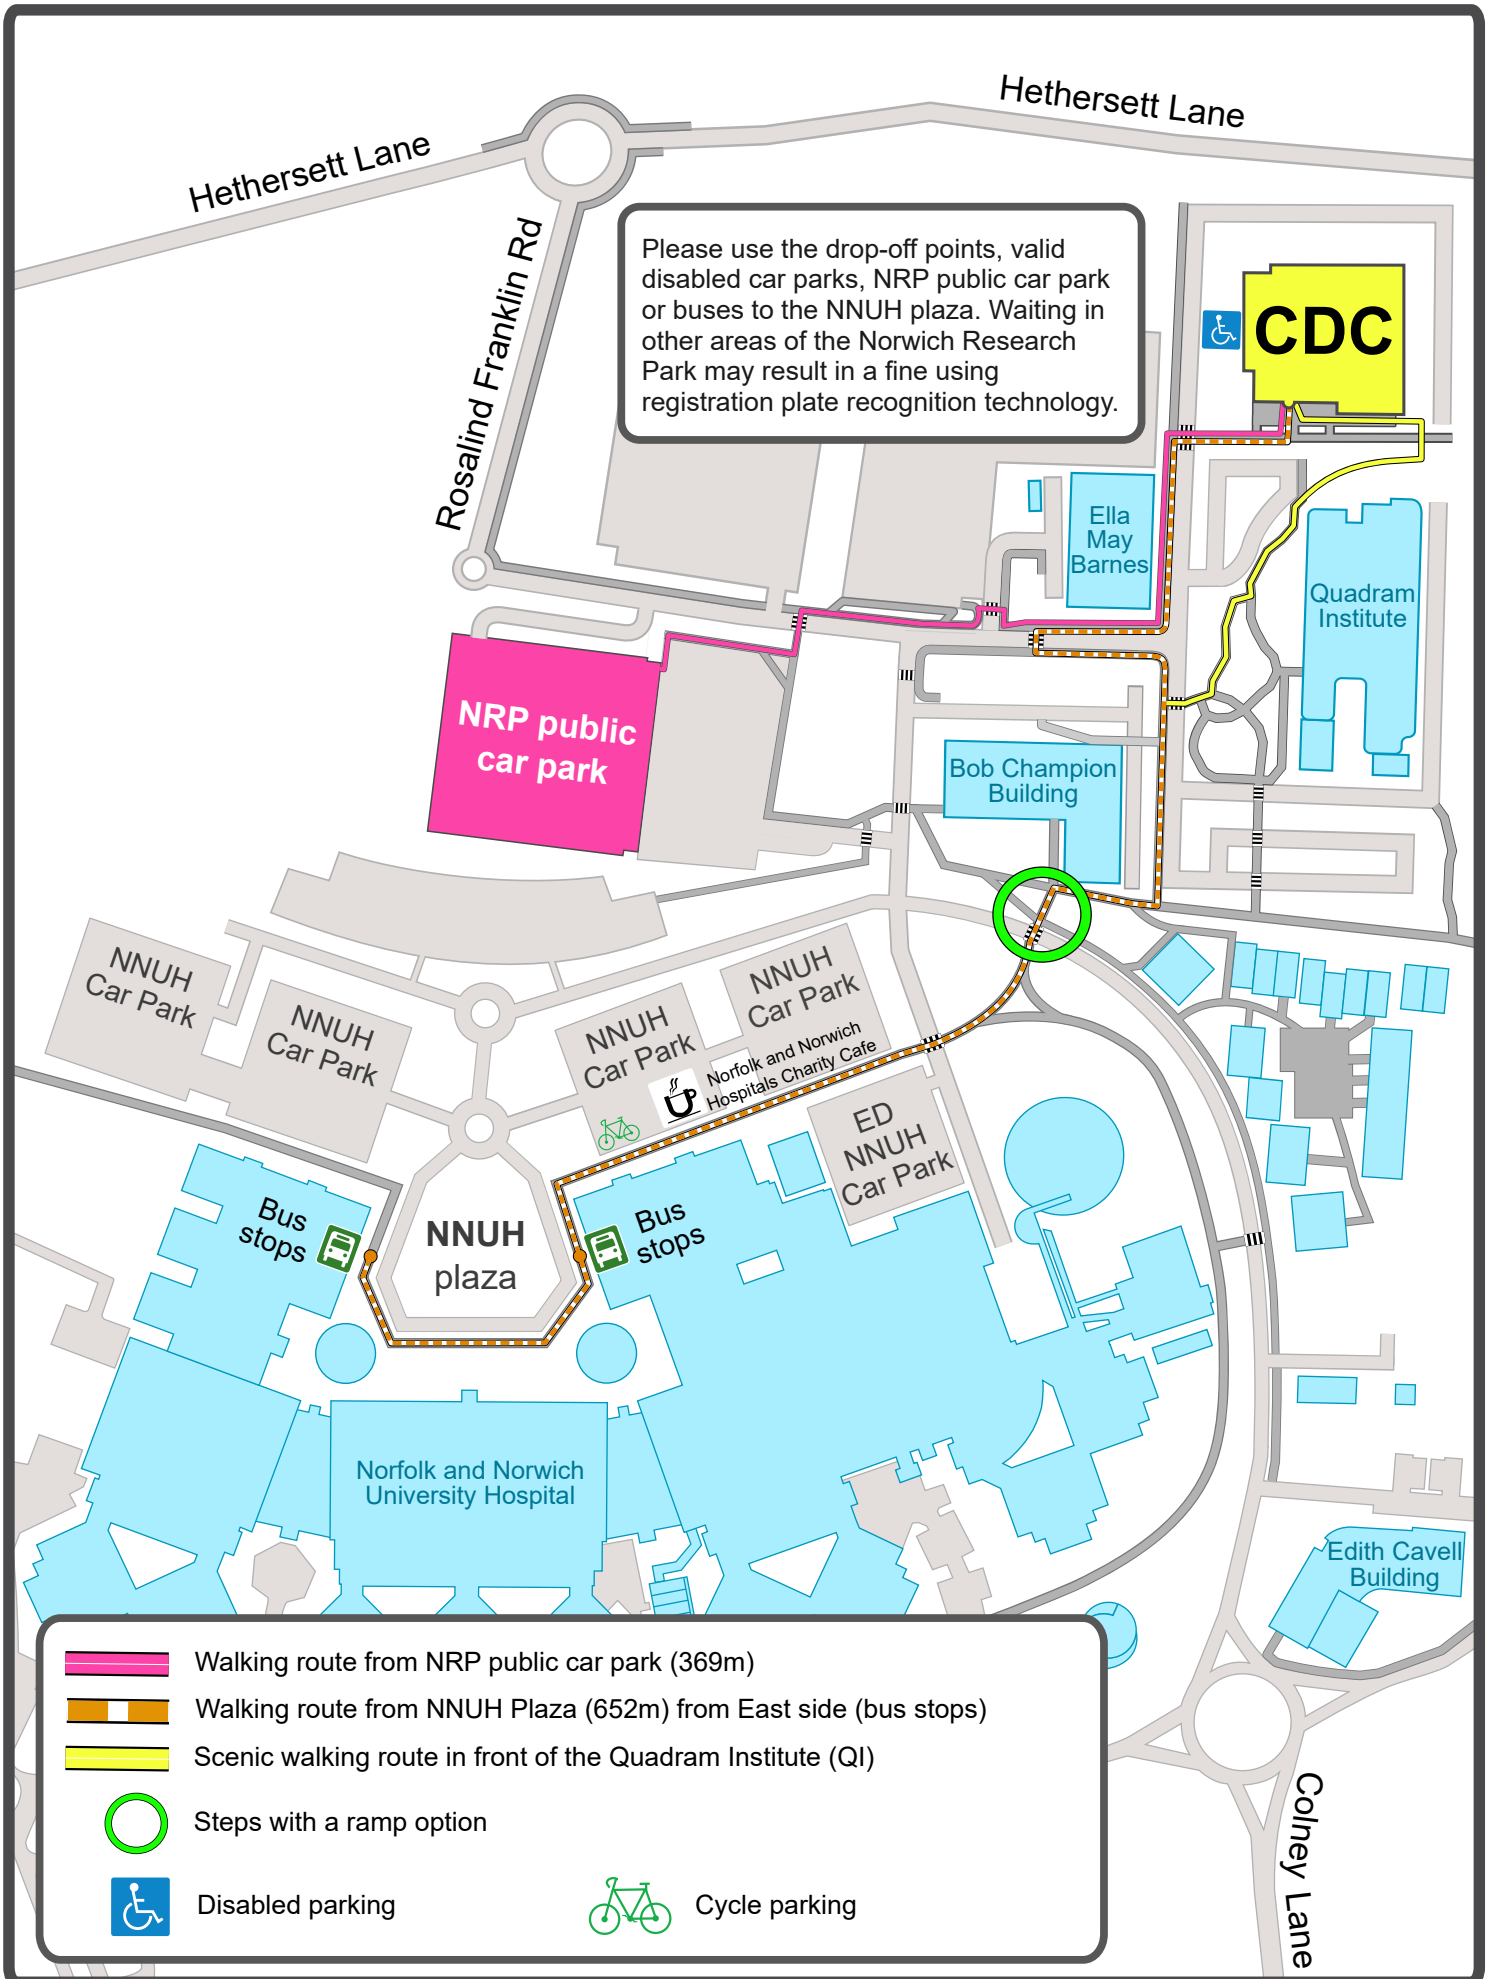 Hethersett Lane
Hethersett Lane
Rosalind Franklin Rd
Please use the drop-off points, valid
disabled car parks, NRP public car park
or buses to the NNUH plaza. Waiting in
other areas of the Norwich Research
Park may result in a fine using
registration plate recognition technology.
CDC
Ella
May
Barnes
Quadram
Institute
NRP public
car park
Bob Champion
Building
NNUH
Car Park
NNUH
Car Park
NNUH
Car Park
NNUH
Car Park
Norfolk and Norwich
Hospitals Charity Cafe
ED
NNUH
Car Park
Bus
stops
NNUH
plaza
Bus
stops
Norfolk and Norwich
University Hospital
Edith Cavell
Building
Walking route from NRP public car park (369m)
Walking route from NNUH Plaza (652m) from East side (bus stops)
Scenic walking route in front of the Quadram Institute (QI)
Steps with a ramp option
Disabled parking
Cycle parking
Colney Lane